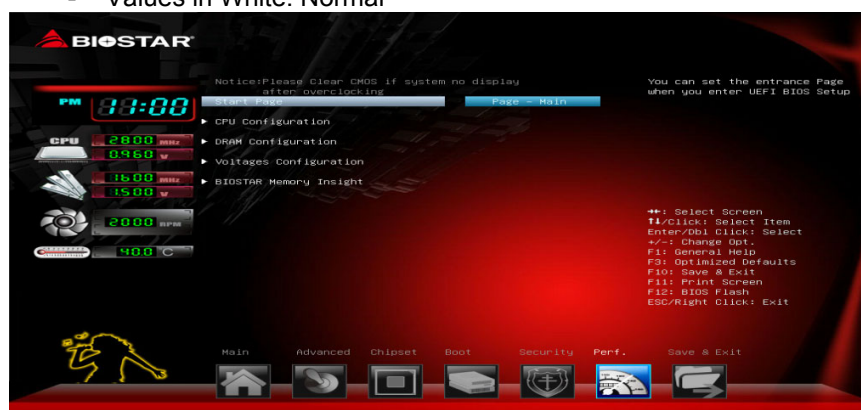 Values in White: Normal
BIOSTAR
Notice:Please Clear CMOS if system no display
after overclocking
Start Page
Page - Main
► CPU Configuration
► DRAM Configuration
► Voltages Configuration
► BIOSTAR Memory Insight
You can set the entrance Page
when you enter UEFI BIOS Setup
PM 11:00
CPU 2800 MHz
0.960 V
1600 MHz
1.500 V
2000 RPM
40.0 C
→←: Select Screen
↑↓/Click: Select Item
Enter/Dbl Click: Select
+/-: Change Opt.
F1: General Help
F3: Optimized Defaults
F10: Save & Exit
F11: Print Screen
F12: BIOS Flash
ESC/Right Click: Exit
Main Advanced Chipset Boot Security Perf. Save & Exit